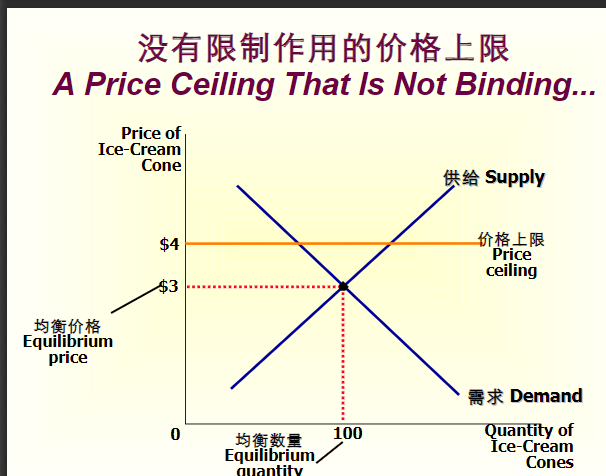 没有限制作用的价格上限
A Price Ceiling That Is Not Binding...
Price of
Ice-Cream
Cone
供给 Supply
$4
价格上限
Price
ceiling
$3
均衡价格
Equilibrium
price
需求 Demand
0
均衡数量
Equilibrium
quantity
100
Quantity of
Ice-Cream
Cones